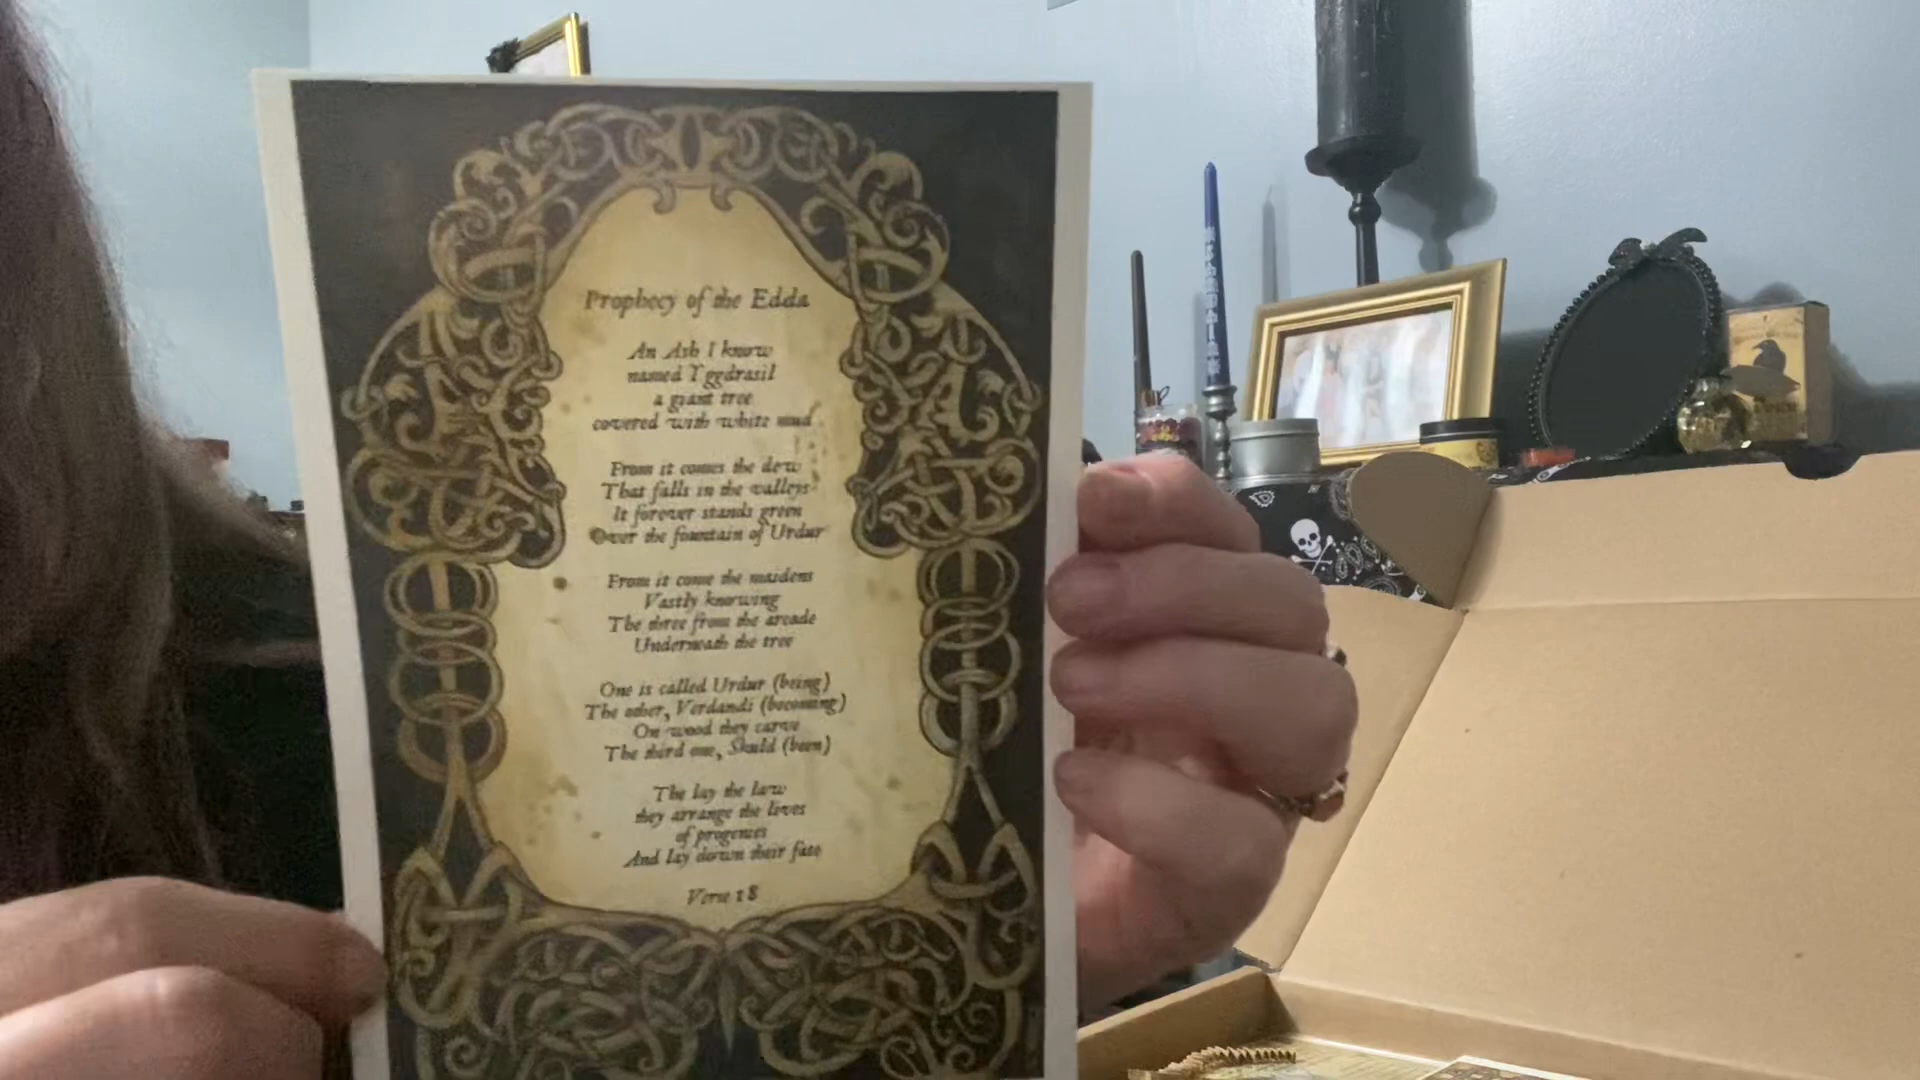 Prophecy of the Edda
An Ash I know
named Yggdrasil
a giant tree
covered with white mud
From it comes the dew
That falls in the valleys
It forever stands green
Over the fountain of Urdur
From it come the maidens
Vastly knowing
The three from the arcade
Underneath the tree
One is called Urdur (being)
The other, Verdandi (becoming)
On wood they carve
The third one, Skuld (been)
The lay the law
they arrange the lives
of progenies
And lay down their fate
Verse 18